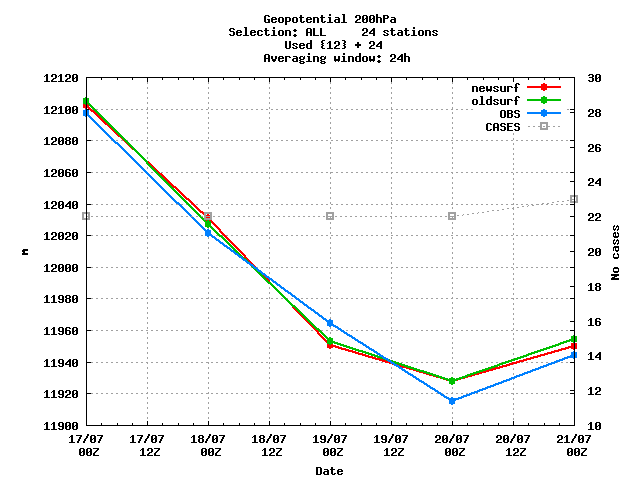 Geopotential 200hPa
Selection: ALL     24 stations
Used {12} + 24
Averaging window: 24h
12120
12100
12080
12060
12040
12020
12000
11980
11960
11940
11920
11900
m
30
28
26
24
22
20
18
16
14
12
10
No cases
newsurf
oldsurf
OBS
CASES
17/07 17/07 18/07 18/07 19/07 19/07 20/07 20/07 21/07
00Z 12Z 00Z 12Z 00Z 12Z 00Z 12Z 00Z
Date